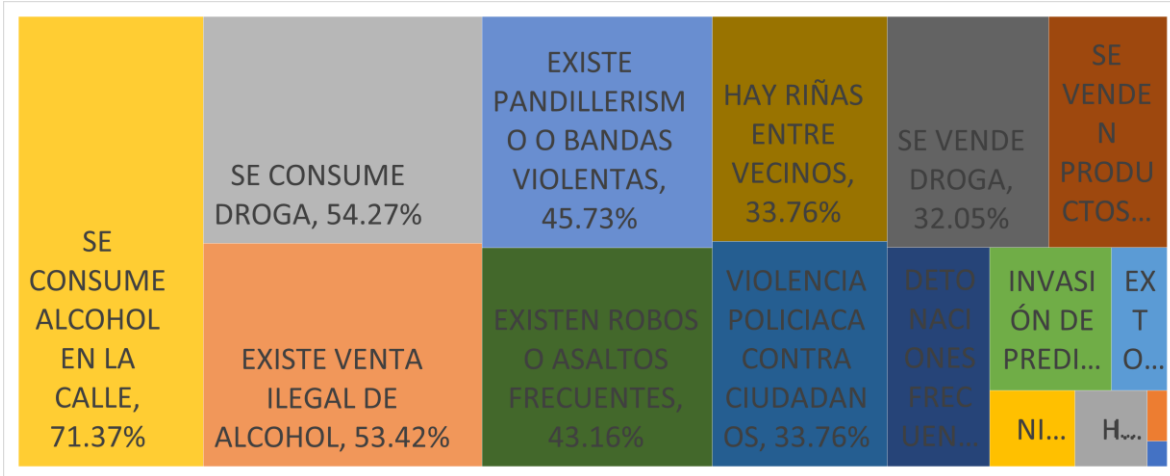 SE
CONSUME
ALCOHOL
EN LA
CALLE,
71.37%
SE CONSUME
DROGA, 54.27%
EXISTE VENTA
ILEGAL DE
ALCOHOL, 53.42%
EXISTE
PANDILLERISM
O O BANDAS
VIOLENTAS,
45.73%
EXISTEN ROBOS
O ASALTOS
FRECUENTES,
43.16%
HAY RIÑAS
ENTRE
VECINOS,
33.76%
VIOLENCIA
POLICIACA
CONTRA
CIUDADAN
OS, 33.76%
SE VENDE
DROGA,
32.05%
SE
VENDE
N
PRODU
CTOS...
DETO
NACI
ONES
FREC
UEN...
INVASI
ÓN DE
PREDI...
EX
T
O...
NI...
H...